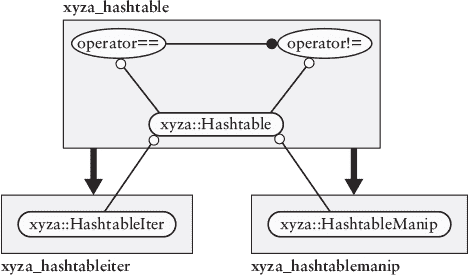 xyza_hashtable
operator==
operator!=
xyza::Hashtable
xyza::HashtableIter
xyza::HashtableManip
xyza_hashtableiter
xyza_hashtablemanip